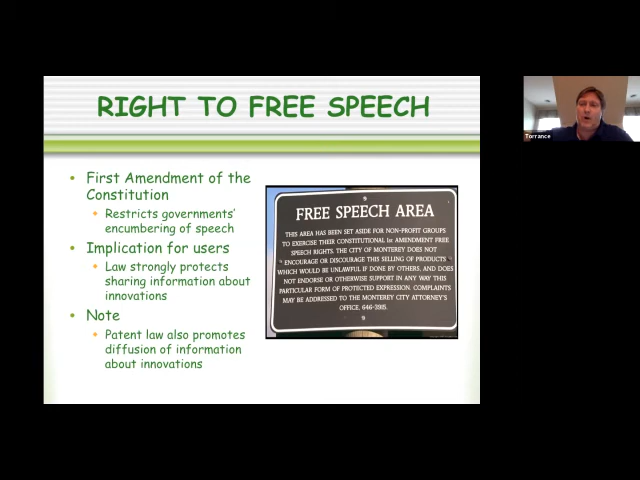 RIGHT TO FREE SPEECH
• First Amendment of the
Constitution
Restricts governments'
encumbering of speech
• Implication for users
Law strongly protects
sharing information about
innovations
• Note
Patent law also promotes
diffusion of information
about innovations
FREE SPEECH AREA
THIS AREA HAS BEEN SET ASIDE FOR NON-PROFIT GROUPS
TO EXERCISE THEIR CONSTITUTIONAL 1st AMENDMENT FREE
SPEECH RIGHTS. THE CITY OF MONTEREY DOES NOT
ENCOURAGE OR DISCOURAGE THIS SELLING OF PRODUCTS
WHICH WOULD BE UNLAWFUL IF DONE BY OTHERS, AND DOES
NOT ENDORSE OR OTHERWISE SUPPORT IN ANY WAY THIS
PARTICULAR FORM OF PROTECTED EXPRESSION. COMPLAINTS
MAY BE ADDRESSED TO THE MONTEREY CITY ATTORNEY'S
OFFICE, 646-3915.
Torrance